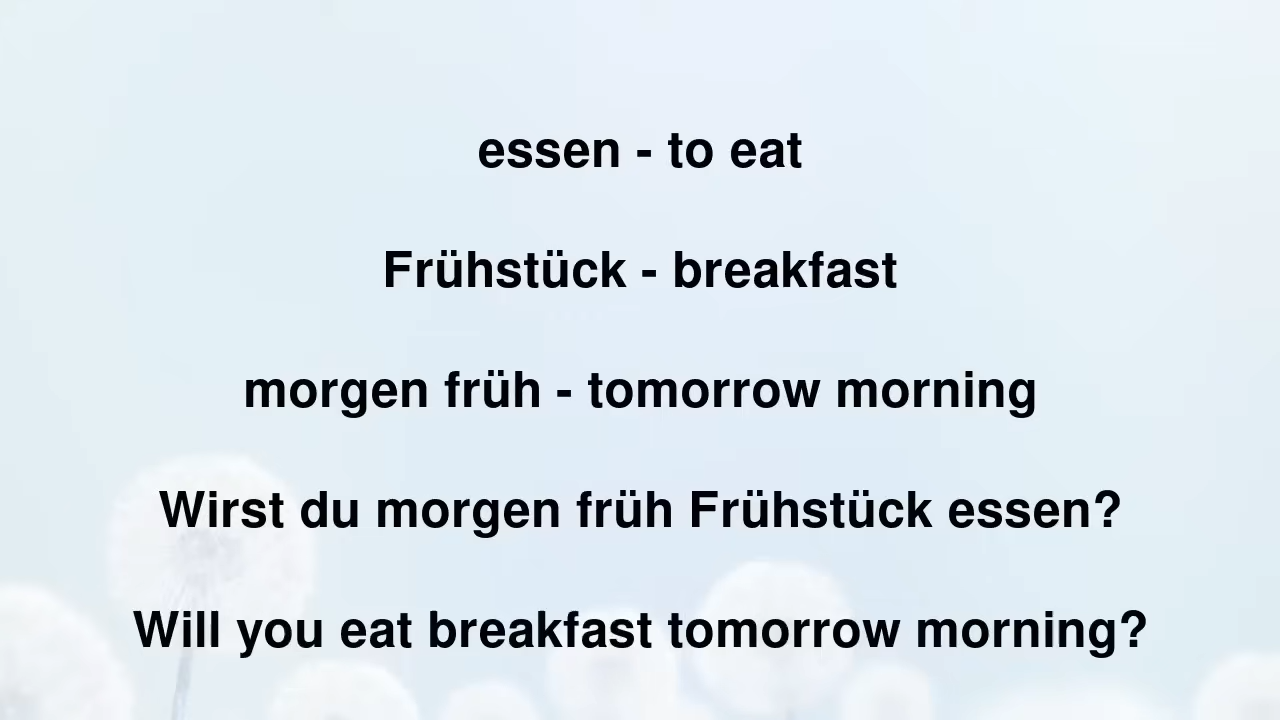 essen - to eat
Frühstück - breakfast
morgen früh - tomorrow morning
Wirst du morgen früh Frühstück essen?
Will you eat breakfast tomorrow morning?